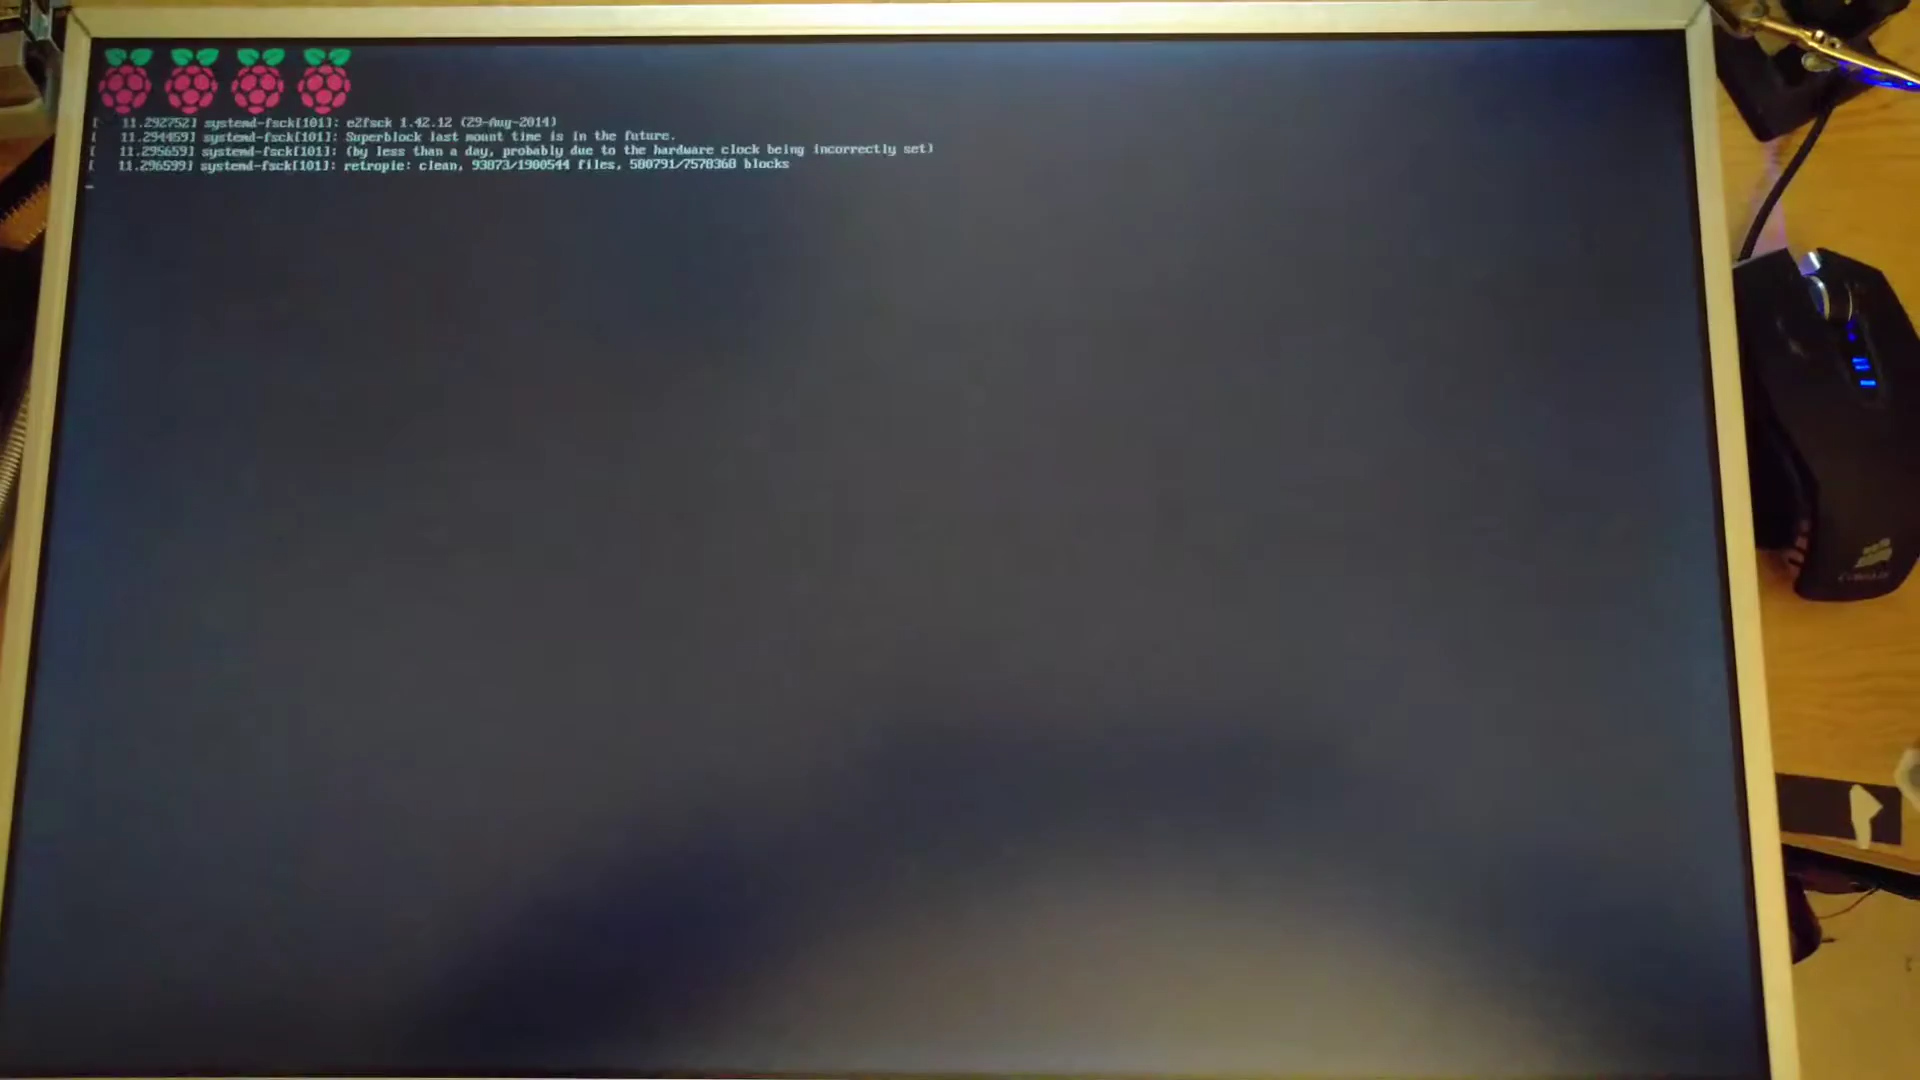 [   11.292752] systemd-fsck[101]: e2fsck 1.42.12 (29-Aug-2014)
[   11.294459] systemd-fsck[101]: Superblock last mount time is in the future.
[   11.295659] systemd-fsck[101]: (by less than a day, probably due to the hardware clock being incorrectly set)
[   11.296599] systemd-fsck[101]: retropie: clean, 93873/1900544 files, 580791/7578368 blocks